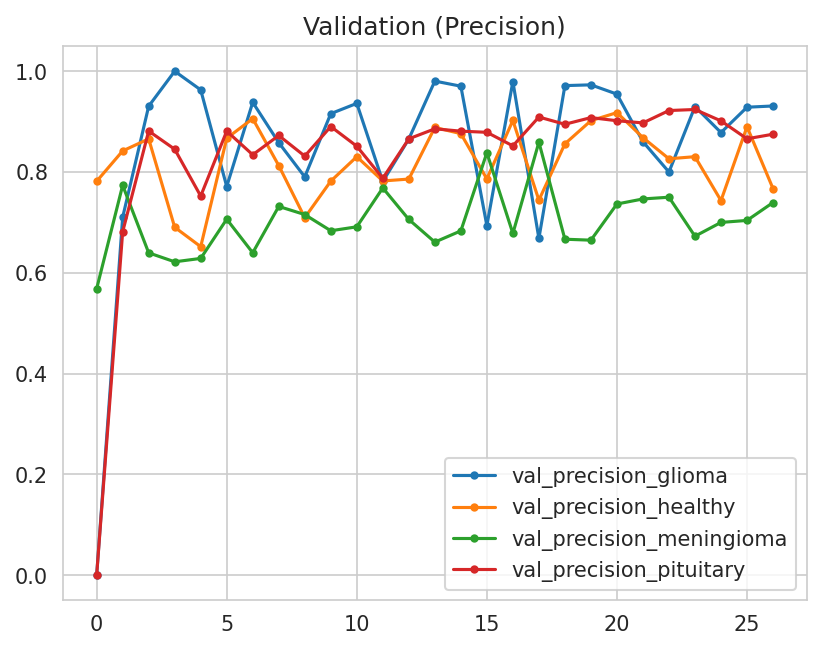 Validation (Precision)
1.0
0.8
0.6
0.4
0.2
0.0
val_precision_glioma
val_precision_healthy
val_precision_meningioma
val_precision_pituitary
0 5 10 15 20 25